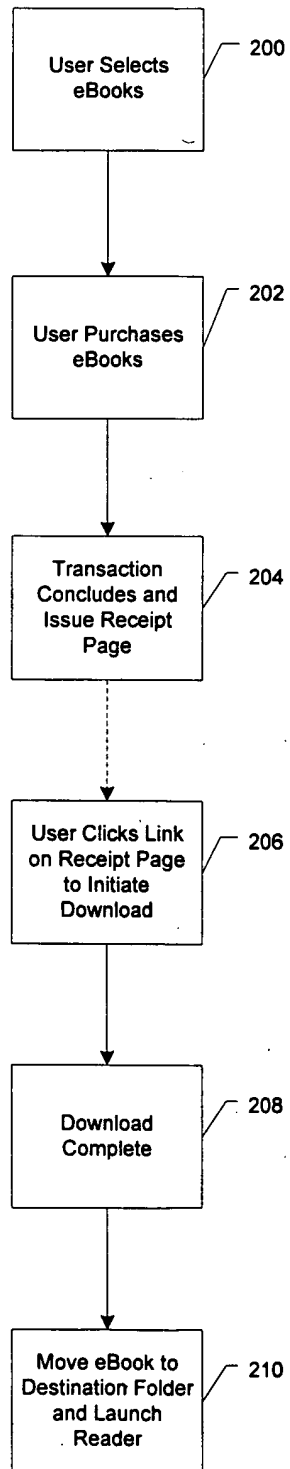 User Selects
eBooks
200
User Purchases
eBooks
202
Transaction
Concludes and
Issue Receipt
Page
204
User Clicks Link
on Receipt Page
to Initiate
Download
206
Download
Complete
208
Move eBook to
Destination Folder
and Launch
Reader
210